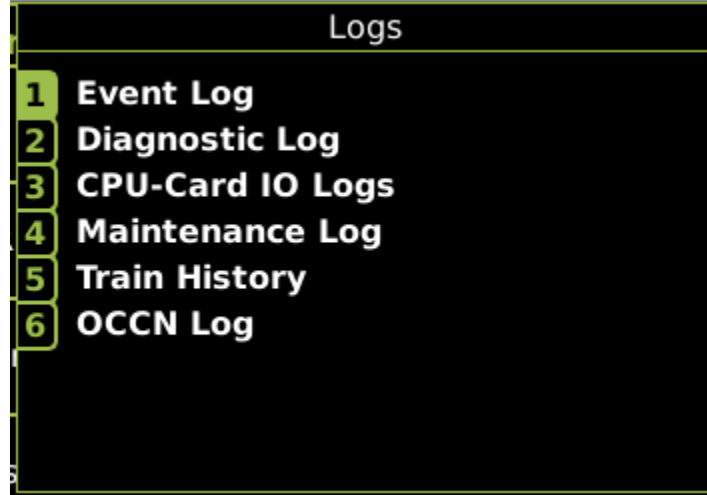 Logs
1 Event Log
2 Diagnostic Log
3 CPU-Card IO Logs
4 Maintenance Log
5 Train History
6 OCCN Log